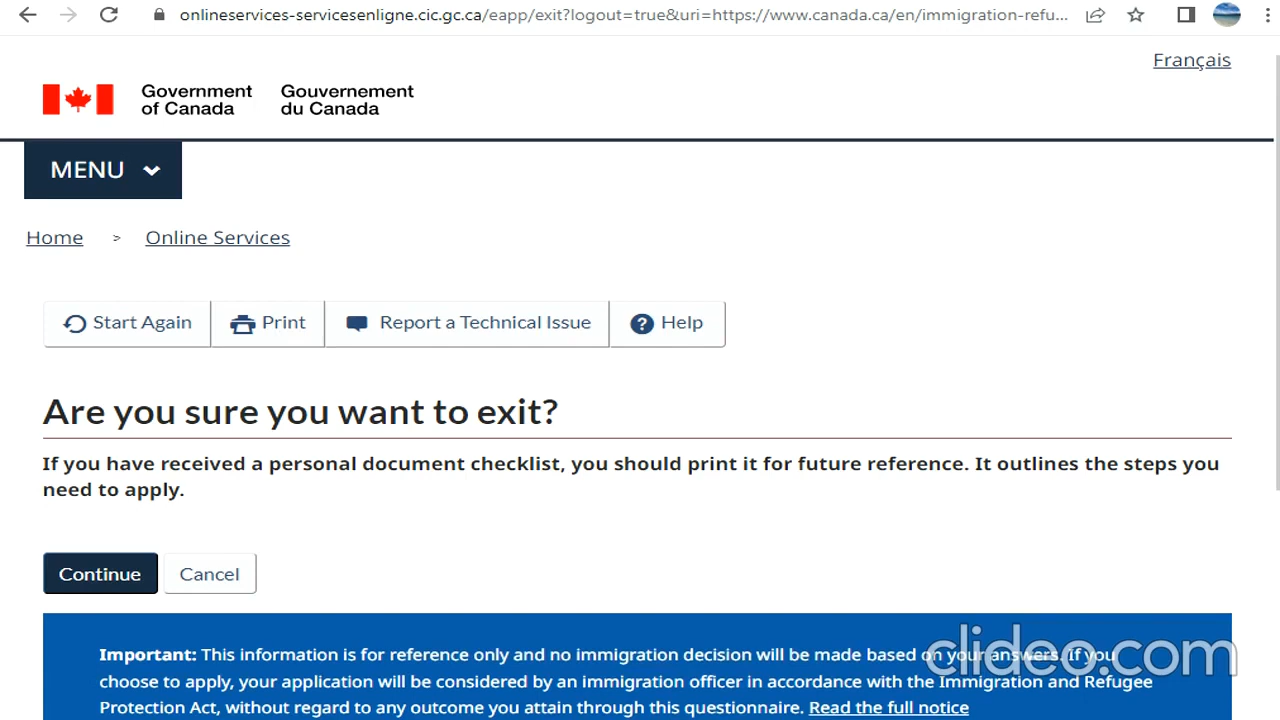 onlineservices-servicesenligne.cic.gc.ca/eapp/exit?logout=true&uri=https://www.canada.ca/en/immigration-refu...
Français
Government of Canada
Gouvernement du Canada
MENU
Home > Online Services
Start Again Print Report a Technical Issue ? Help
Are you sure you want to exit?
If you have received a personal document checklist, you should print it for future reference. It outlines the steps you
need to apply.
Continue Cancel
Important: This information is for reference only and no immigration decision will be made based on your answers. If you
choose to apply, your application will be considered by an immigration officer in accordance with the Immigration and Refugee
Protection Act, without regard to any outcome you attain through this questionnaire. Read the full notice
clideo.com